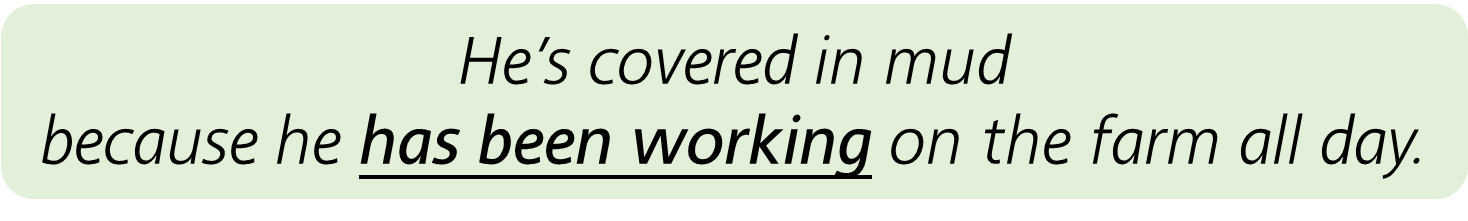 He’s covered in mud
because he has been working on the farm all day.